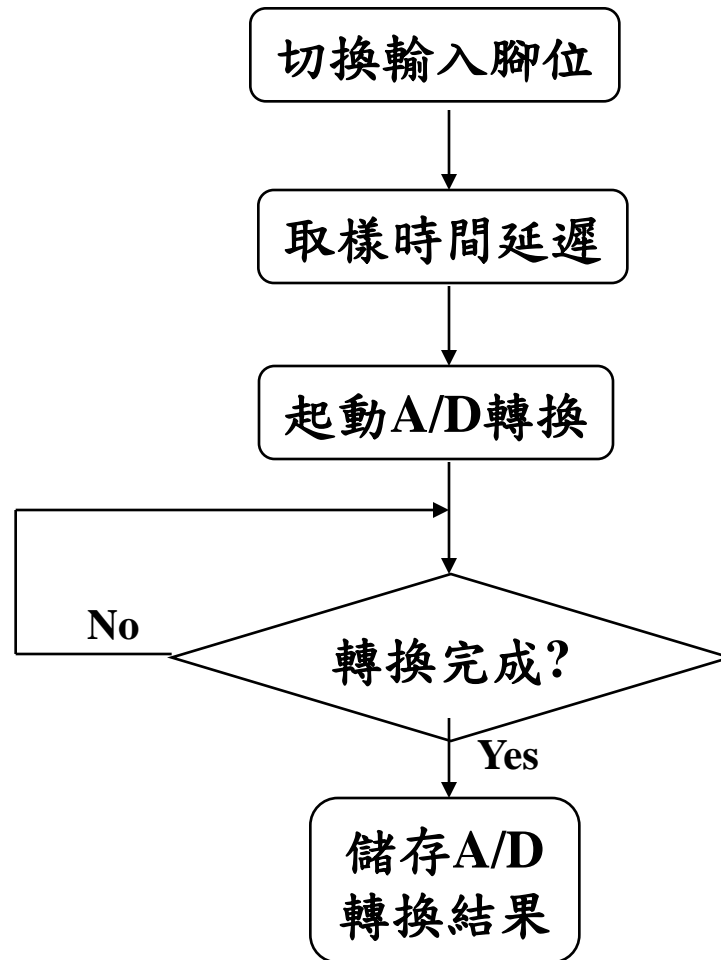 切換輸入腳位
取樣時間延遲
起動A/D轉換
轉換完成?
No
Yes
儲存A/D
轉換結果